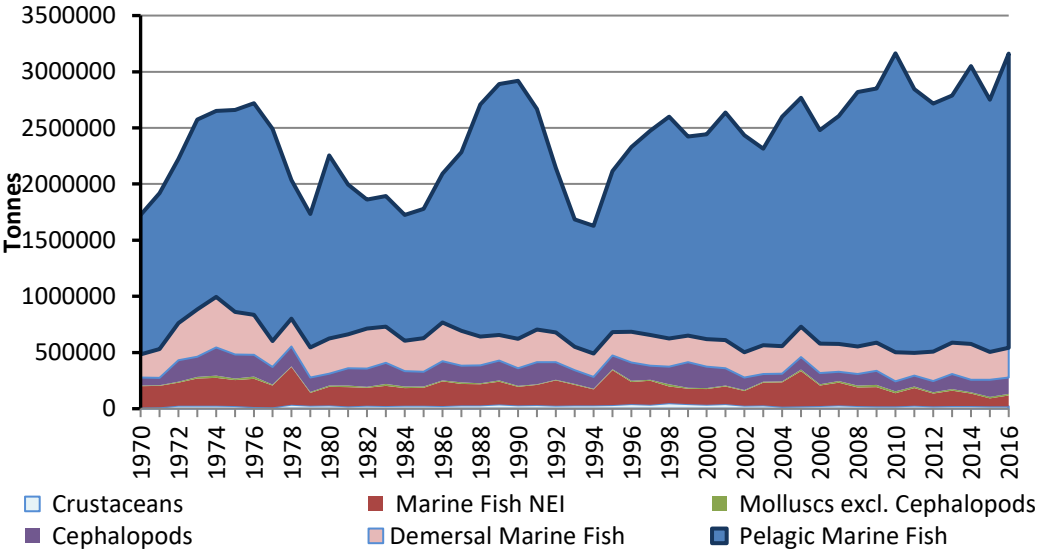 3500000
3000000
2500000
2000000
1500000
1000000
500000
0
Tonnes
1970 1972 1974 1976 1978 1980 1982 1984 1986 1988 1990 1992 1994 1996 1998 2000 2002 2004 2006 2008 2010 2012 2014 2016
Crustaceans Marine Fish NEI Molluscs excl. Cephalopods
Cephalopods Demersal Marine Fish Pelagic Marine Fish